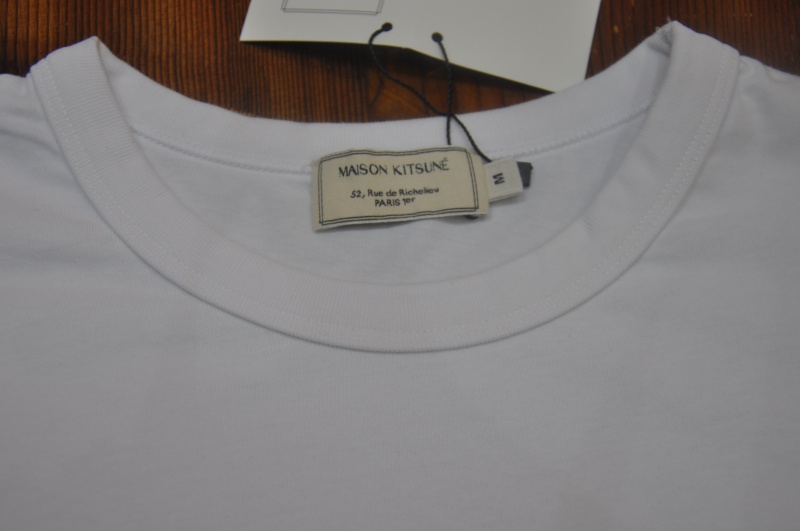 MAISON KITSUNÉ
52, Rue de Richelieu
PARIS 1er
M